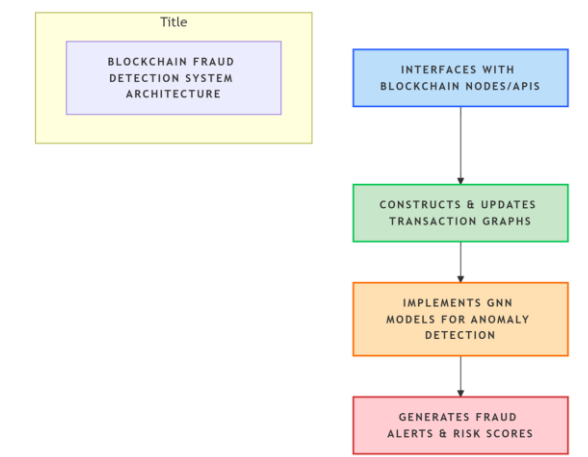 Title
BLOCKCHAIN FRAUD
DETECTION SYSTEM
ARCHITECTURE
INTERFACES WITH
BLOCKCHAIN NODES/APIS
CONSTRUCTS & UPDATES
TRANSACTION GRAPHS
IMPLEMENTS GNN
MODELS FOR ANOMALY
DETECTION
GENERATES FRAUD
ALERTS & RISK SCORES